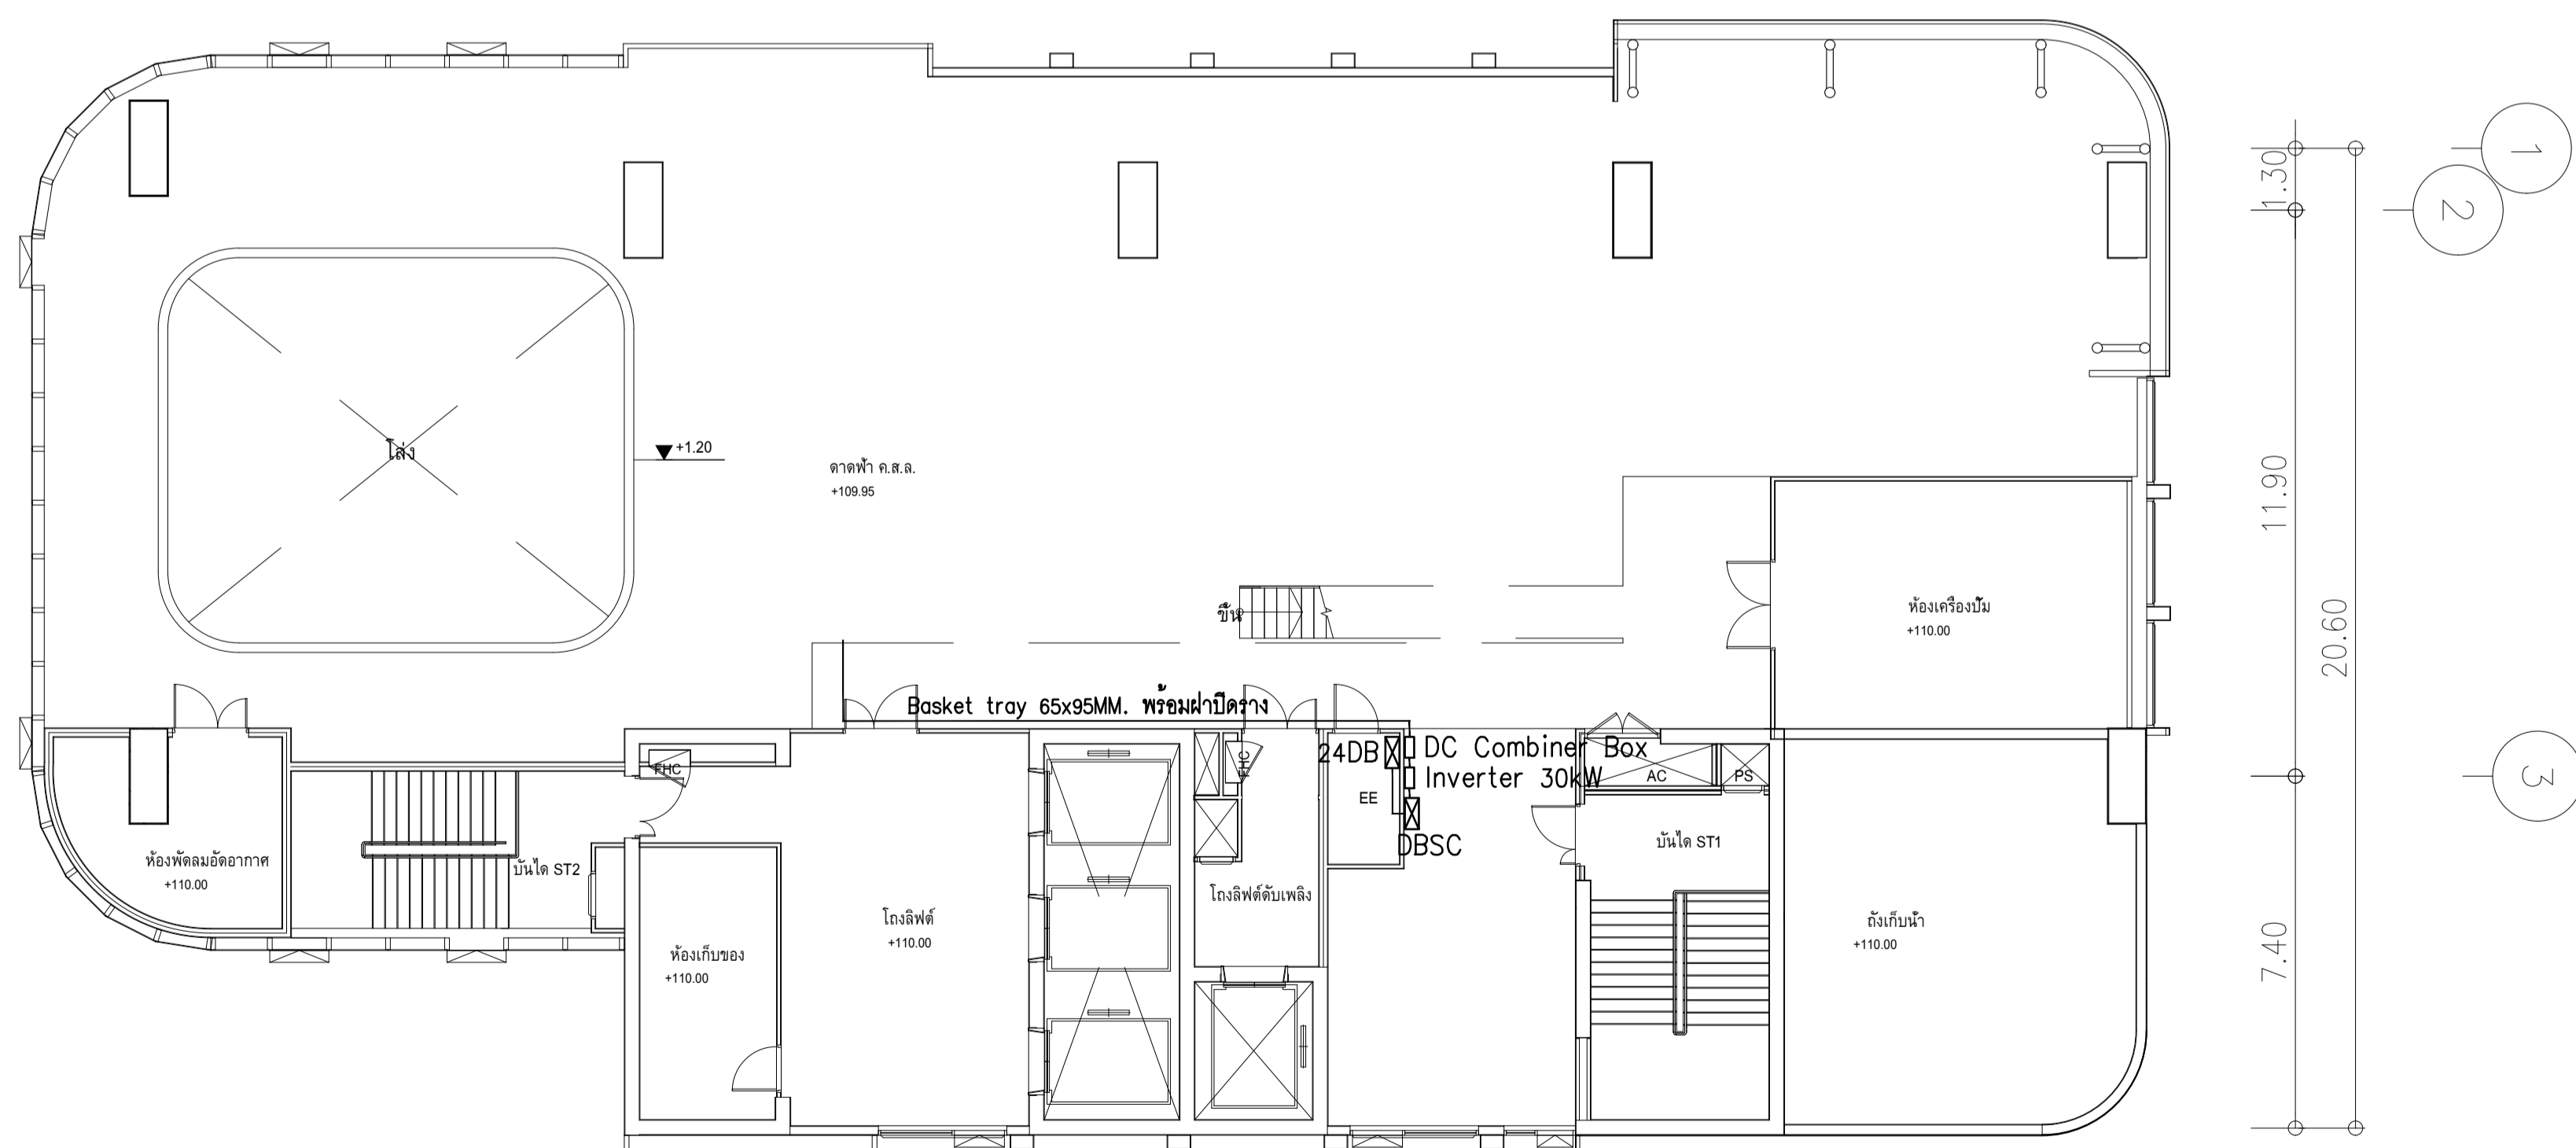 1
1.30
2
โล่ง
+1.20
ดาดฟ้า ค.ส.ล.
+109.95
11.90
ขึ้น
ห้องเครื่องปั๊ม
+110.00
20.60
Basket tray 65x95MM. พร้อมฝาปิดราง
24DB
DC Combiner Box
Inverter 30kW
FHC
FHC
EE
AC
PS
3
DBSC
ห้องพัดลมอัดอากาศ
+110.00
บันได ST2
บันได ST1
โถงลิฟต์ดับเพลิง
โถงลิฟต์
+110.00
ถังเก็บน้ำ
+110.00
ห้องเก็บของ
+110.00
7.40